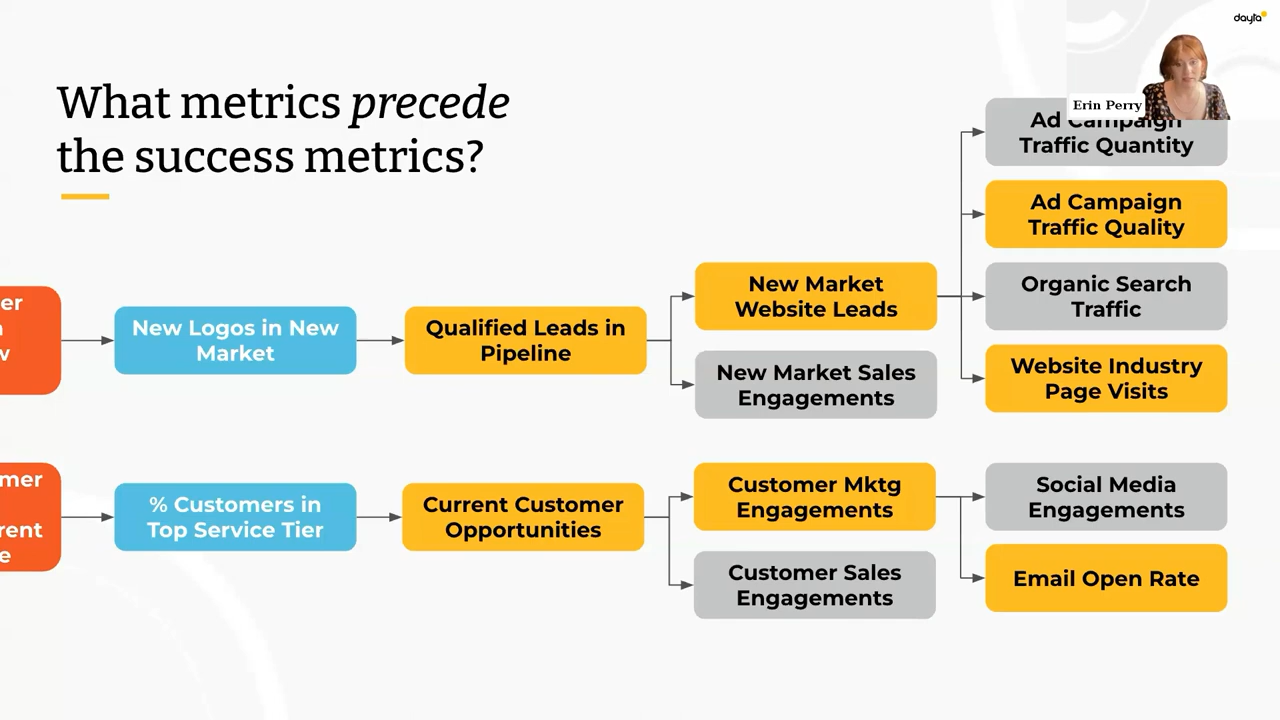 dayta
What metrics precede
the success metrics?
Erin Perry
Ad Campaign
Traffic Quantity
Ad Campaign
Traffic Quality
New Market
Website Leads
Organic Search
Traffic
er
w
New Logos in New
Market
Qualified Leads in
Pipeline
New Market Sales
Engagements
Website Industry
Page Visits
mer
rent
e
% Customers in
Top Service Tier
Current Customer
Opportunities
Customer Mktg
Engagements
Social Media
Engagements
Customer Sales
Engagements
Email Open Rate